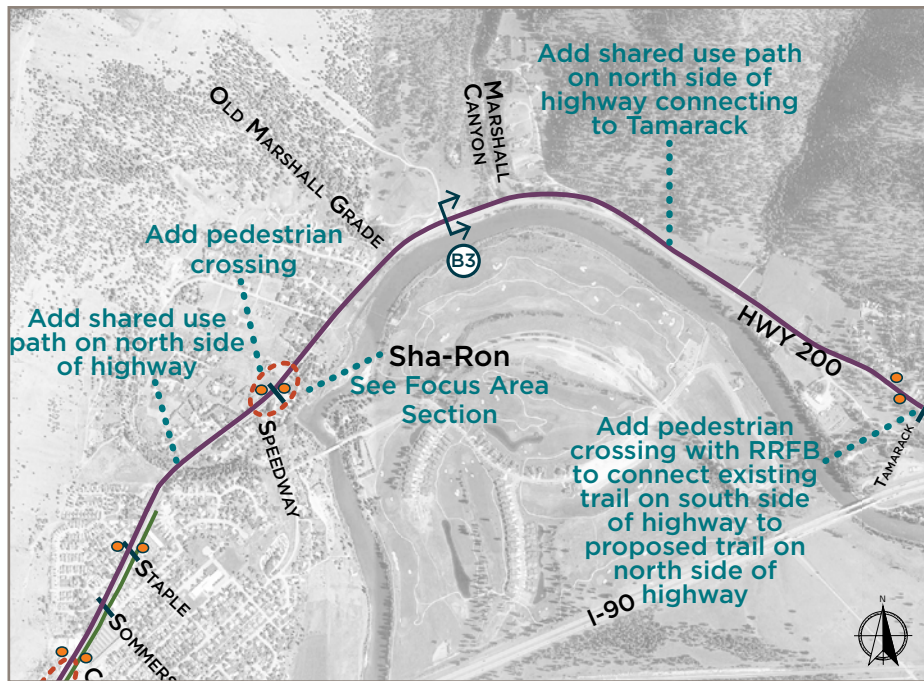 Add shared use path
on north side of
highway connecting
to Tamarack
MARSHALL
CANYON
OLD MARSHALL GRADE
Add pedestrian
crossing
B3
Add shared use
path on north side
of highway
HWY 200
Sha-Ron
See Focus Area
Section
SPEEDWAY
Add pedestrian
crossing with RRFB
to connect existing
trail on south side
of highway to
proposed trail on
north side of
highway
TAMARACK
STAPLE
I-90
SOMMERS
N
C